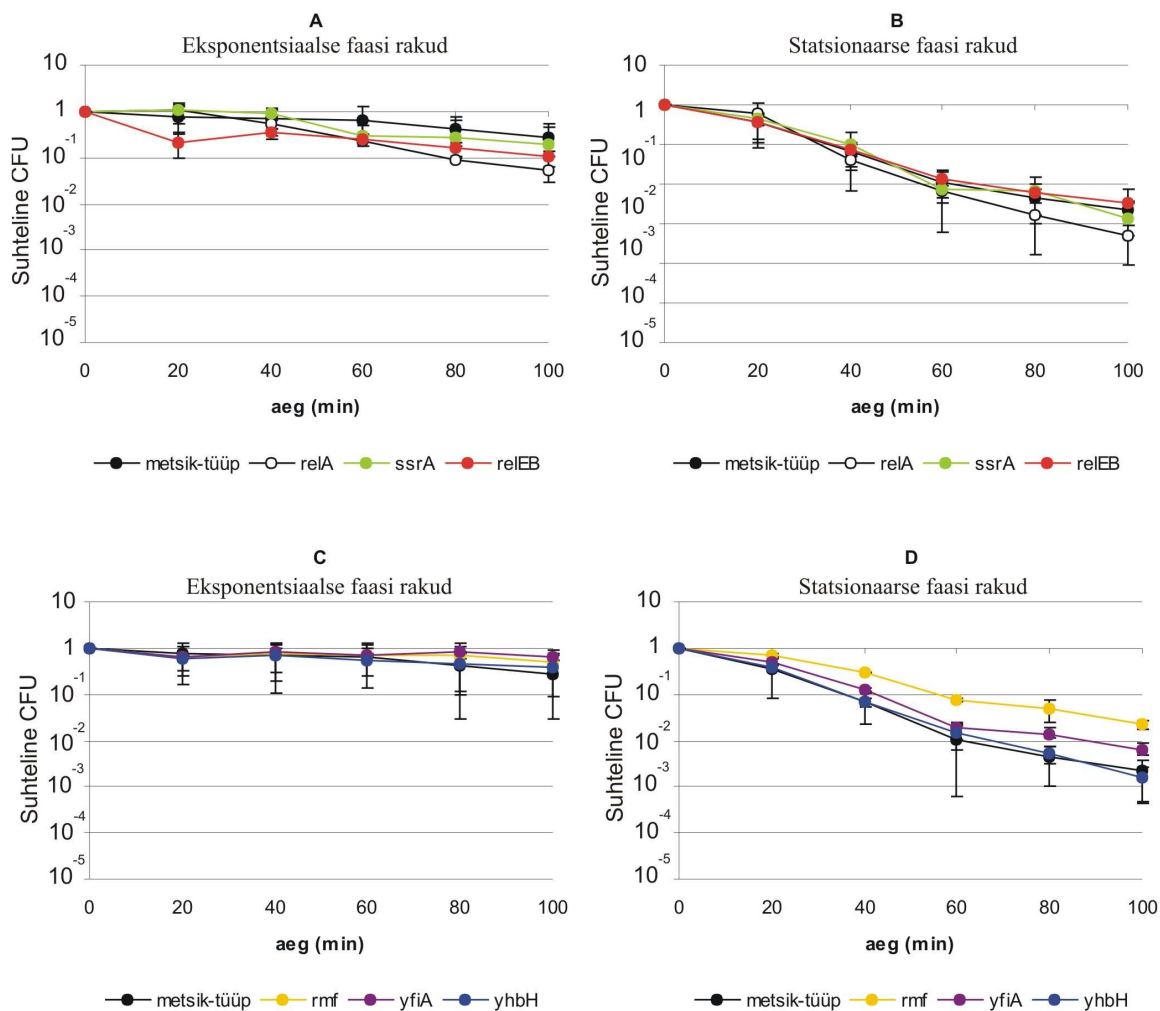 A
Eksponentsiaalse faasi rakud
10
1
10⁻¹
10⁻²
10⁻³
10⁻⁴
10⁻⁵
Suhteline CFU
0 20 40 60 80 100
aeg (min)
metsik-tüüp relA ssrA relEB
B
Statsionaarse faasi rakud
10
1
10⁻¹
10⁻²
10⁻³
10⁻⁴
10⁻⁵
Suhteline CFU
0 20 40 60 80 100
aeg (min)
metsik-tüüp relA ssrA relEB
C
Eksponentsiaalse faasi rakud
10
1
10⁻¹
10⁻²
10⁻³
10⁻⁴
10⁻⁵
Suhteline CFU
0 20 40 60 80 100
aeg (min)
metsik-tüüp rmf yfiA yhbH
D
Statsionaarse faasi rakud
10
1
10⁻¹
10⁻²
10⁻³
10⁻⁴
10⁻⁵
Suhteline CFU
0 20 40 60 80 100
aeg (min)
metsik-tüüp rmf yfiA yhbH